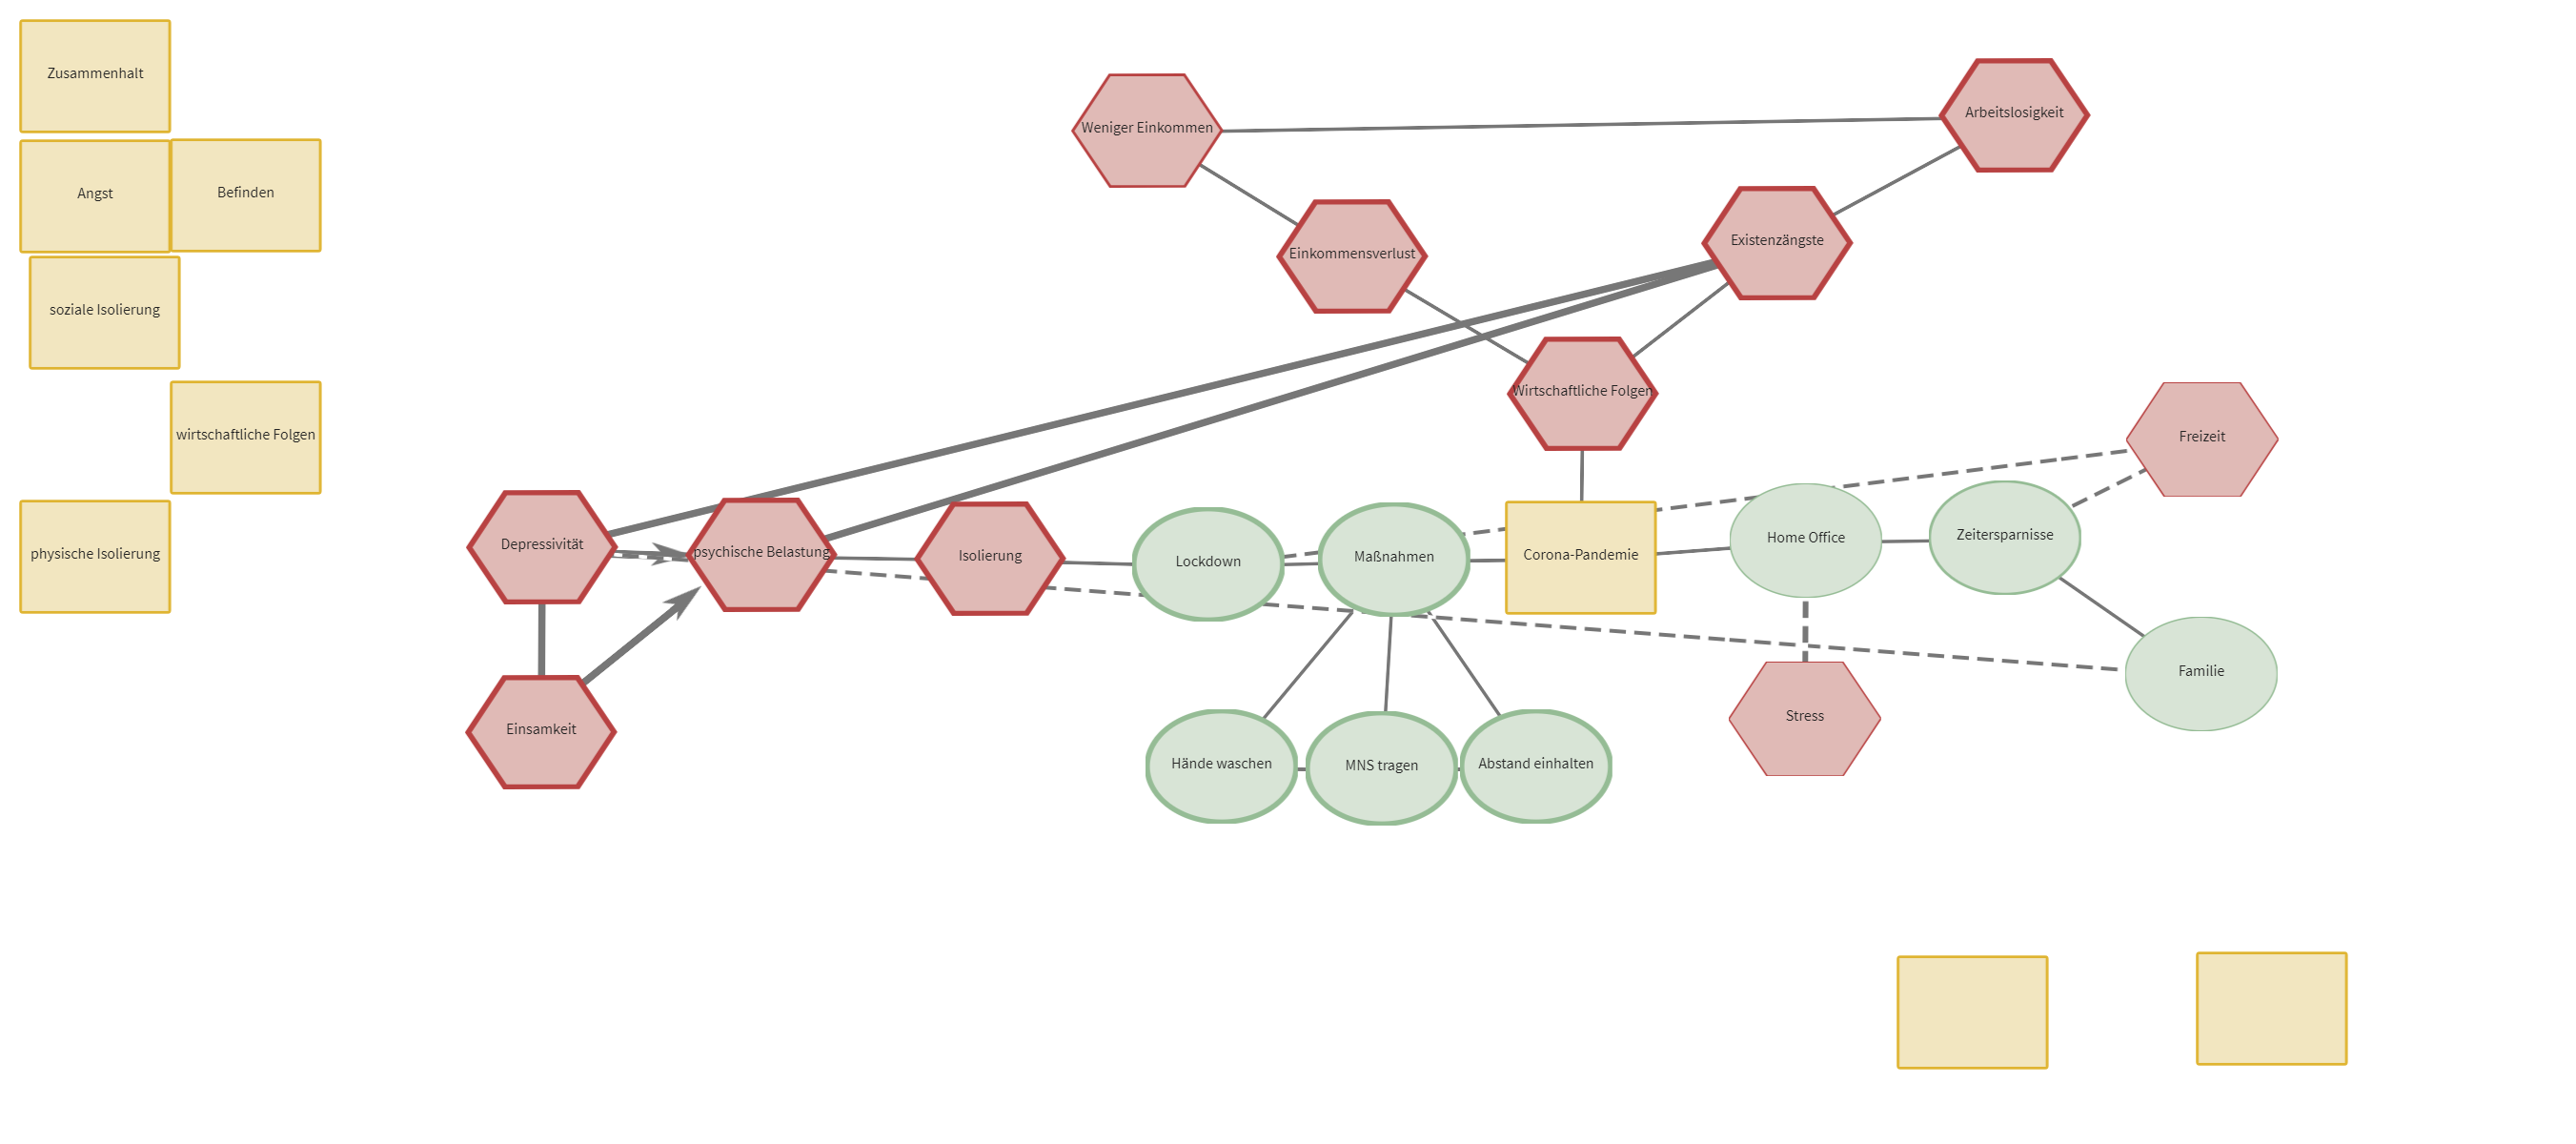 Zusammenhalt
Angst
Befinden
soziale Isolierung
wirtschaftliche Folgen
physische Isolierung
Weniger Einkommen
Arbeitslosigkeit
Einkommensverlust
Existenzängste
Wirtschaftliche Folgen
Freizeit
Depressivität
psychische Belastung
Isolierung
Lockdown
Maßnahmen
Corona-Pandemie
Home Office
Zeitersparnisse
Einsamkeit
Hände waschen
MNS tragen
Abstand einhalten
Stress
Familie